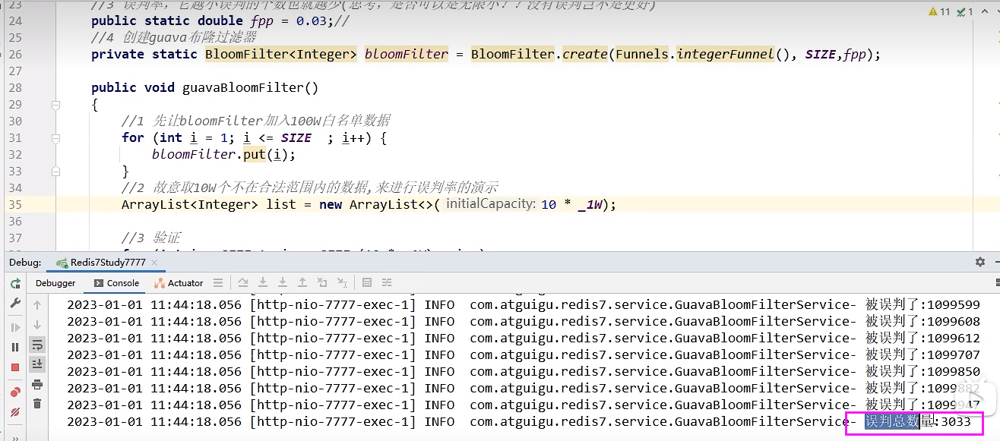 23 //3 误判率，它越小误判的个数也就越少(思考，是否可以是无限小？？没有误判岂不是更好)
11 1
24 public static double fpp = 0.03;//
25 //4 创建guava布隆过滤器
26 private static BloomFilter<Integer> bloomFilter = BloomFilter.create(Funnels.integerFunnel(), SIZE,fpp);
27
28 public void guavaBloomFilter()
29 {
30 //1 先让bloomFilter加入100W白名单数据
31 for (int i = 1; i <= SIZE ; i++) {
32 bloomFilter.put(i);
33 }
34 //2 故意取10W个不在合法范围内的数据,来进行误判率的演示
35 ArrayList<Integer> list = new ArrayList<>( initialCapacity: 10 * _1W);
36
37 //3 验证
Debug: Redis7Study7777
Debugger Console Actuator
2023-01-01 11:44:18.056 [http-nio-7777-exec-1] INFO com.atguigu.redis7.service.GuavaBloomFilterService- 被误判了:1099599
2023-01-01 11:44:18.056 [http-nio-7777-exec-1] INFO com.atguigu.redis7.service.GuavaBloomFilterService- 被误判了:1099608
2023-01-01 11:44:18.056 [http-nio-7777-exec-1] INFO com.atguigu.redis7.service.GuavaBloomFilterService- 被误判了:1099612
2023-01-01 11:44:18.056 [http-nio-7777-exec-1] INFO com.atguigu.redis7.service.GuavaBloomFilterService- 被误判了:1099707
2023-01-01 11:44:18.056 [http-nio-7777-exec-1] INFO com.atguigu.redis7.service.GuavaBloomFilterService- 被误判了:1099850
2023-01-01 11:44:18.056 [http-nio-7777-exec-1] INFO com.atguigu.redis7.service.GuavaBloomFilterService- 被误判了:1099882
2023-01-01 11:44:18.056 [http-nio-7777-exec-1] INFO com.atguigu.redis7.service.GuavaBloomFilterService- 被误判了:1099947
2023-01-01 11:44:18.056 [http-nio-7777-exec-1] INFO com.atguigu.redis7.service.GuavaBloomFilterService- 误判总数量:3033